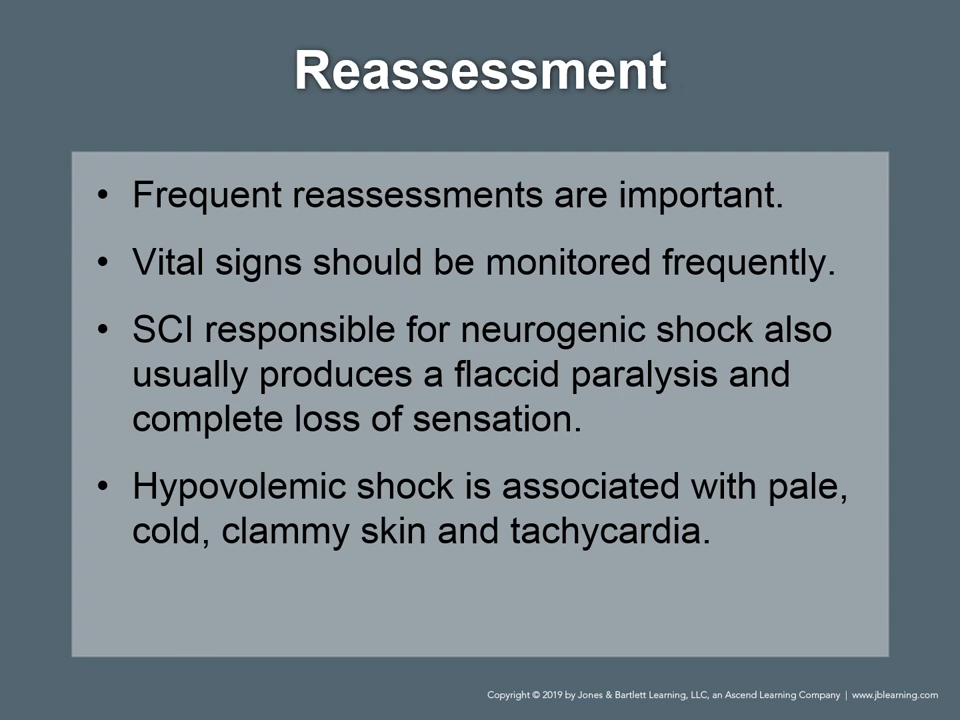 Reassessment
• Frequent reassessments are important.
• Vital signs should be monitored frequently.
• SCI responsible for neurogenic shock also
usually produces a flaccid paralysis and
complete loss of sensation.
• Hypovolemic shock is associated with pale,
cold, clammy skin and tachycardia.
Copyright © 2019 by Jones & Bartlett Learning, LLC, an Ascend Learning Company | www.jblearning.com